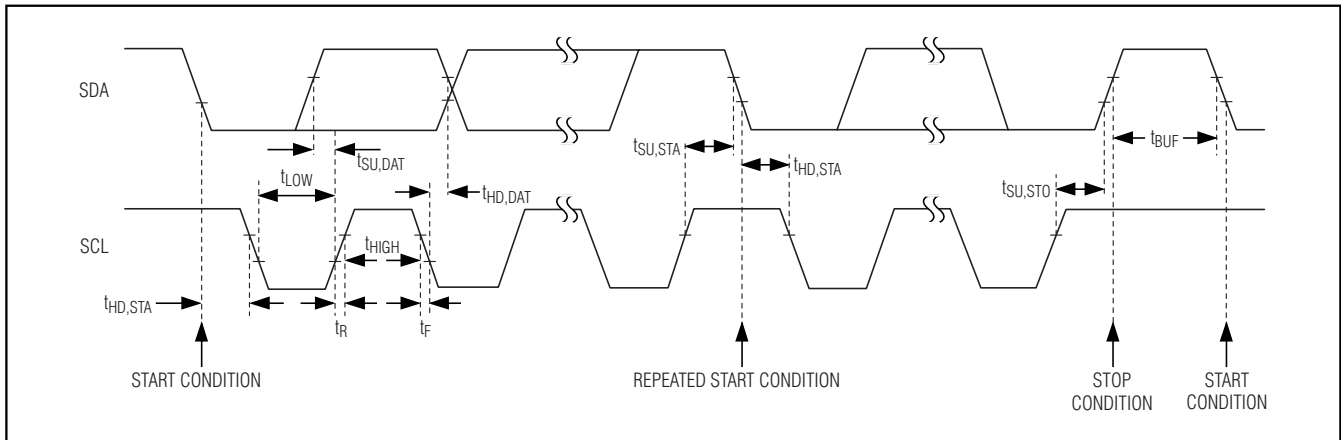 SDA
tSU,DAT
tLOW
tHD,DAT
tSU,STA
tHD,STA
tBUF
tSU,STO
SCL
tHIGH
tHD,STA
tR
tF
START CONDITION
REPEATED START CONDITION
STOP
CONDITION
START
CONDITION